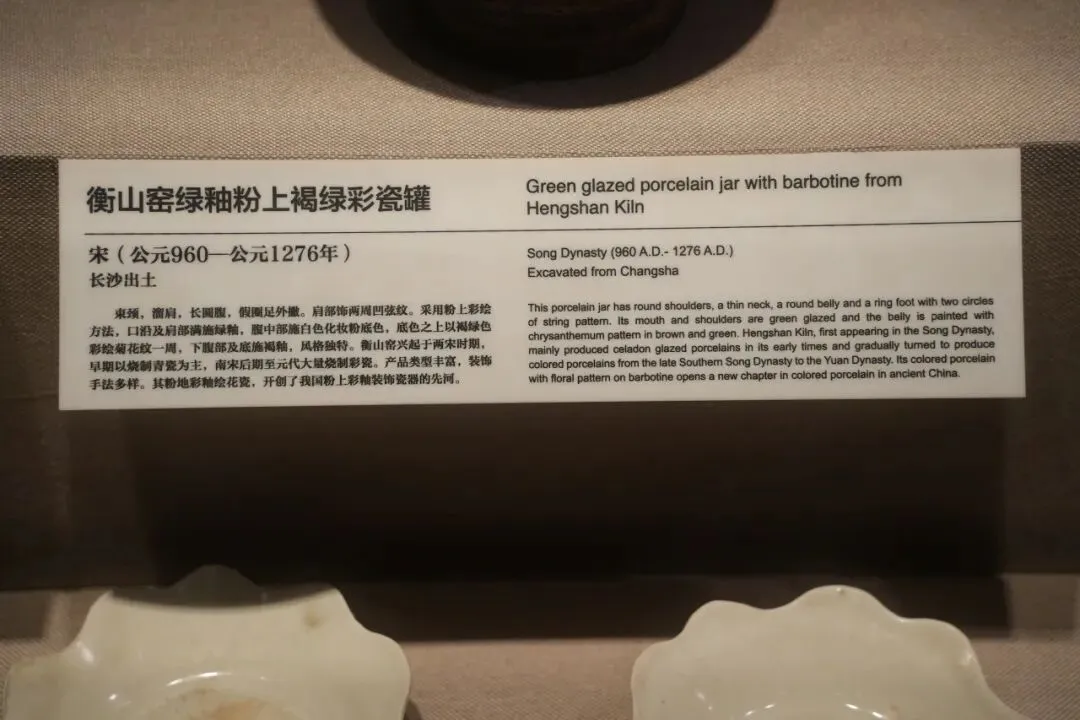 衡山窑绿釉粉上褐绿彩瓷罐
宋（公元960—公元1276年）
长沙出土
束颈，溜肩，长圆腹，假圈足外撇。肩部饰两周凹弦纹。采用粉上彩绘
方法，口沿及肩部满施绿釉，腹中部施白色化妆粉底色，底色之上以褐绿色
彩绘菊花纹一周，下腹部及底施褐釉，风格独特。衡山窑兴起于两宋时期，
早期以烧制青瓷为主，南宋后期至元代大量烧制彩瓷。产品类型丰富，装饰
手法多样。其粉地彩釉绘花瓷，开创了我国粉上彩釉装饰瓷器的先河。
Green glazed porcelain jar with barbotine from
Hengshan Kiln
Song Dynasty (960 A.D.- 1276 A.D.)
Excavated from Changsha
This porcelain jar has round shoulders, a thin neck, a round belly and a ring foot with two circles
of string pattern. Its mouth and shoulders are green glazed and the belly is painted with
chrysanthemum pattern in brown and green. Hengshan Kiln, first appearing in the Song Dynasty,
mainly produced celadon glazed porcelains in its early times and gradually turned to produce
colored porcelains from the late Southern Song Dynasty to the Yuan Dynasty. Its colored porcelain
with floral pattern on barbotine opens a new chapter in colored porcelain in ancient China.